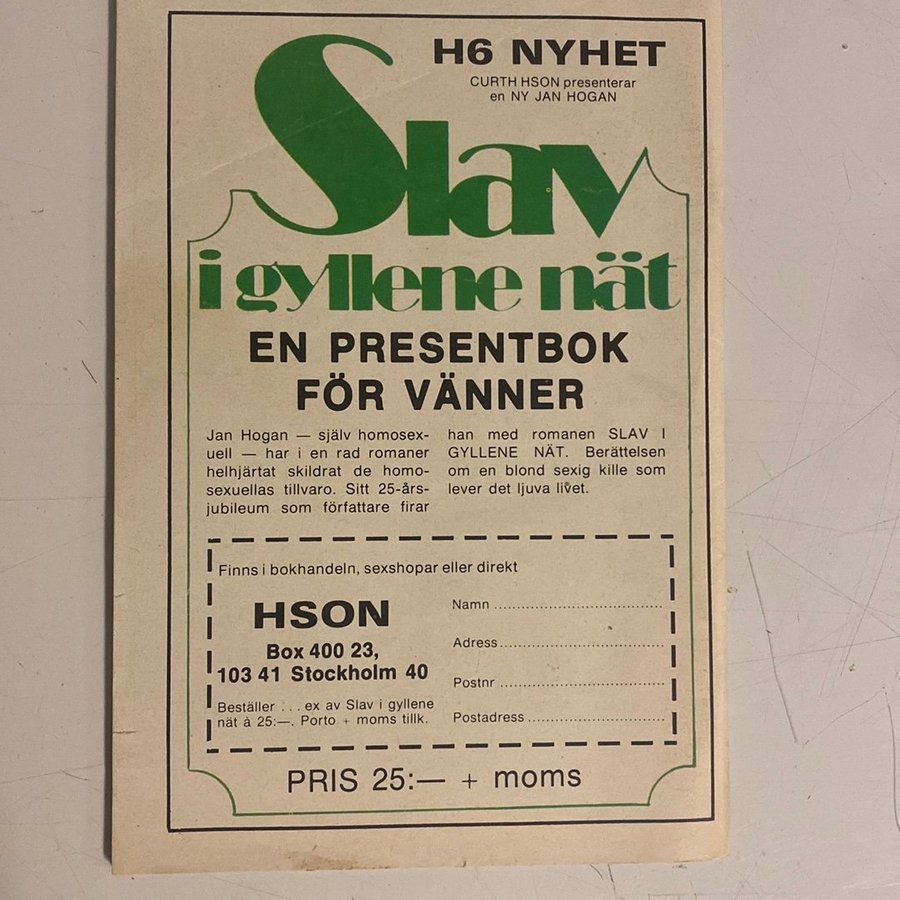 H6 NYHET
CURTH HSON presenterar
en NY JAN HOGAN
Slav
i gyllene nät
EN PRESENTBOK
FÖR VÄNNER
Jan Hogan — själv homosex-
uell — har i en rad romaner
helhjärtat skildrat de homo-
sexuellas tillvaro. Sitt 25-års-
jubileum som författare firar
han med romanen SLAV I
GYLLENE NÄT. Berättelsen
om en blond sexig kille som
lever det ljuva livet.
Finns i bokhandeln, sexshopar eller direkt
HSON
Box 400 23,
103 41 Stockholm 40
Beställer ... ex av Slav i gyllene
nät à 25:—. Porto + moms tillk.
Namn
Adress
Postnr
Postadress
PRIS 25:— + moms